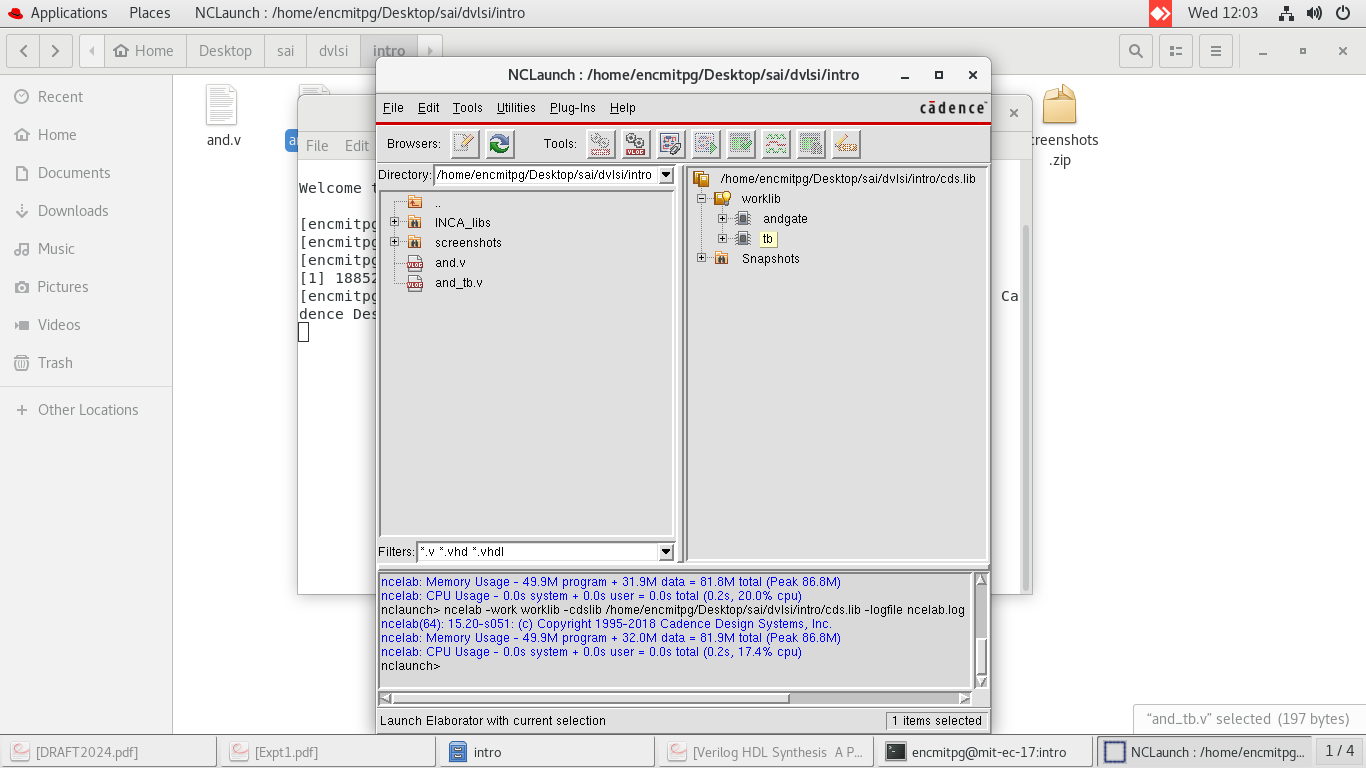 Applications Places NCLaunch : /home/encmitpg/Desktop/sai/dvlsi/intro Wed 12:03
Home Desktop sai dvlsi intro
Recent
Home
Documents
Downloads
Music
Pictures
Videos
Trash
Other Locations
and.v
creenshots
.zip
File Edit
Welcome t
[encmitpg
[encmitpg
[encmitpg
[1] 18852
[encmitpg Ca
dence Des
NCLaunch : /home/encmitpg/Desktop/sai/dvlsi/intro
File Edit Tools Utilities Plug-Ins Help cādence
Browsers: Tools:
Directory: /home/encmitpg/Desktop/sai/dvlsi/intro
..
INCA_libs
screenshots
and.v
and_tb.v
Filters: *.v *.vhd *.vhdl
/home/encmitpg/Desktop/sai/dvlsi/intro/cds.lib
worklib
andgate
tb
Snapshots
ncelab: Memory Usage - 49.9M program + 31.9M data = 81.8M total (Peak 86.8M)
ncelab: CPU Usage - 0.0s system + 0.0s user = 0.0s total (0.2s, 20.0% cpu)
nclaunch> ncelab -work worklib -cdslib /home/encmitpg/Desktop/sai/dvlsi/intro/cds.lib -logfile ncelab.log
ncelab(64): 15.20-s051: (c) Copyright 1995-2018 Cadence Design Systems, Inc.
ncelab: Memory Usage - 49.9M program + 32.0M data = 81.9M total (Peak 86.8M)
ncelab: CPU Usage - 0.0s system + 0.0s user = 0.0s total (0.2s, 17.4% cpu)
nclaunch>
Launch Elaborator with current selection 1 items selected
“and_tb.v” selected (197 bytes)
[DRAFT2024.pdf] [Expt1.pdf] intro [Verilog HDL Synthesis A P... encmitpg@mit-ec-17:intro NCLaunch : /home/encmitpg... 1 / 4